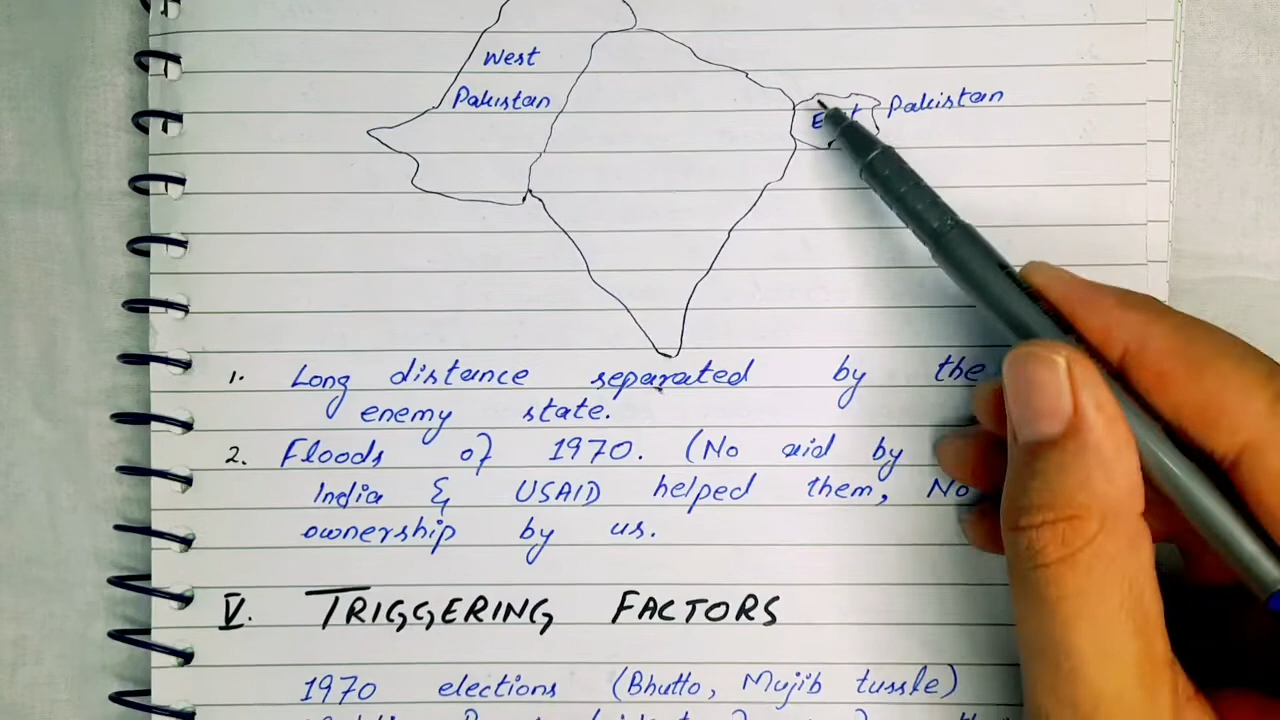 West
Pakistan
East Pakistan
1. Long distance separated by the
enemy state.
2. Floods of 1970. (No aid by
India & USAID helped them, No
ownership by us.
V. TRIGGERING FACTORS
1970 elections (Bhutto, Mujib tussle)